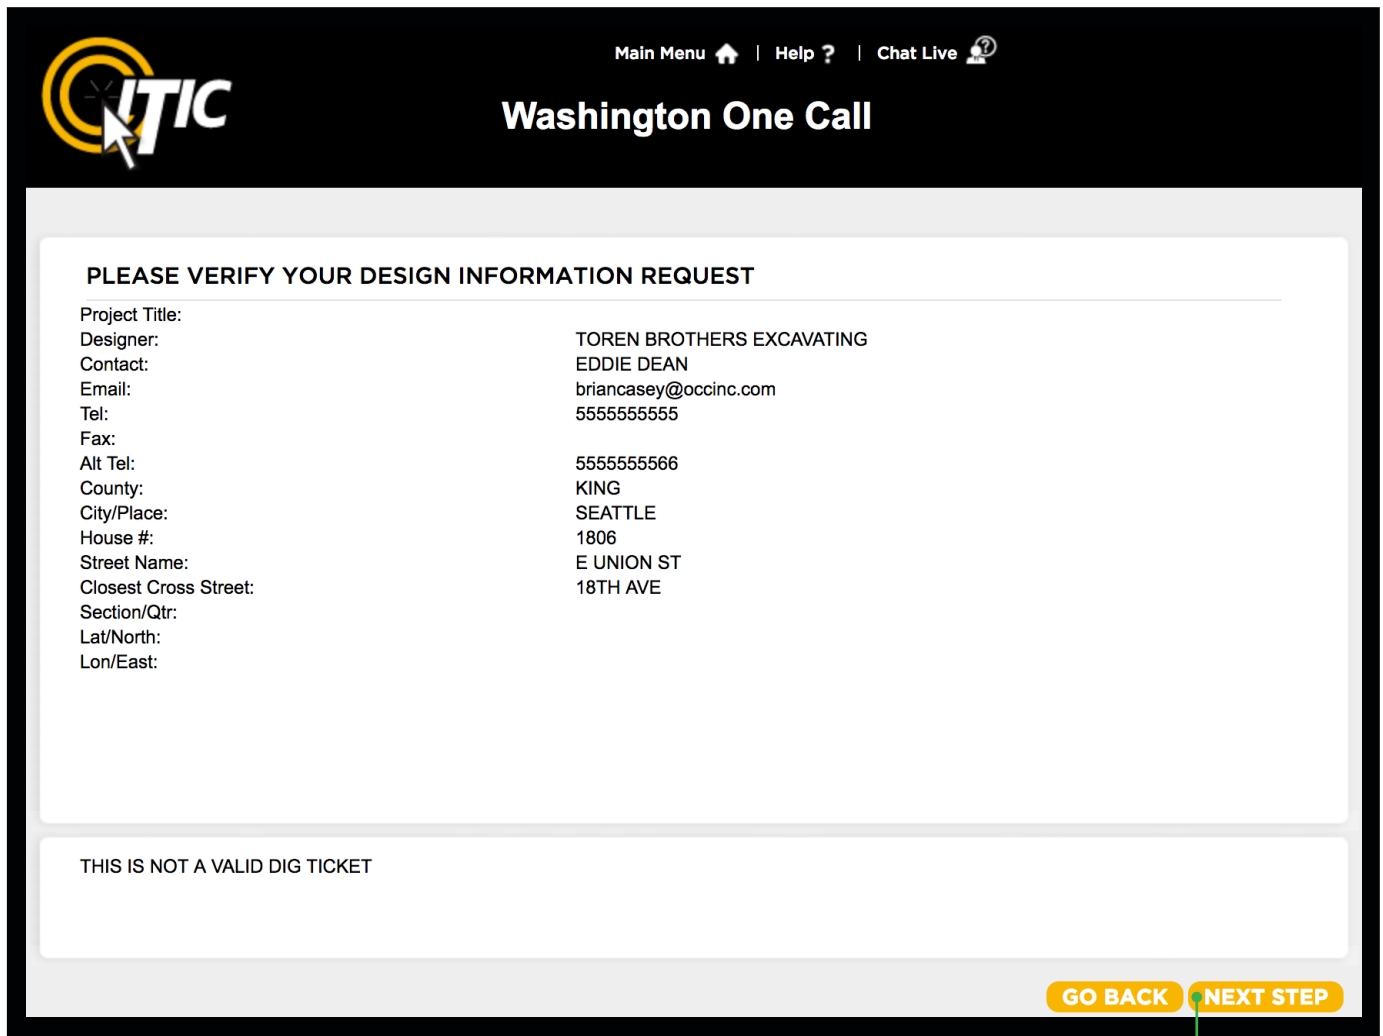 Main Menu | Help ? | Chat Live ?
ITIC
Washington One Call
PLEASE VERIFY YOUR DESIGN INFORMATION REQUEST
Project Title:
Designer: TOREN BROTHERS EXCAVATING
Contact: EDDIE DEAN
Email: briancasey@occinc.com
Tel: 5555555555
Fax:
Alt Tel: 5555555566
County: KING
City/Place: SEATTLE
House #: 1806
Street Name: E UNION ST
Closest Cross Street: 18TH AVE
Section/Qtr:
Lat/North:
Lon/East:
THIS IS NOT A VALID DIG TICKET
GO BACK NEXT STEP